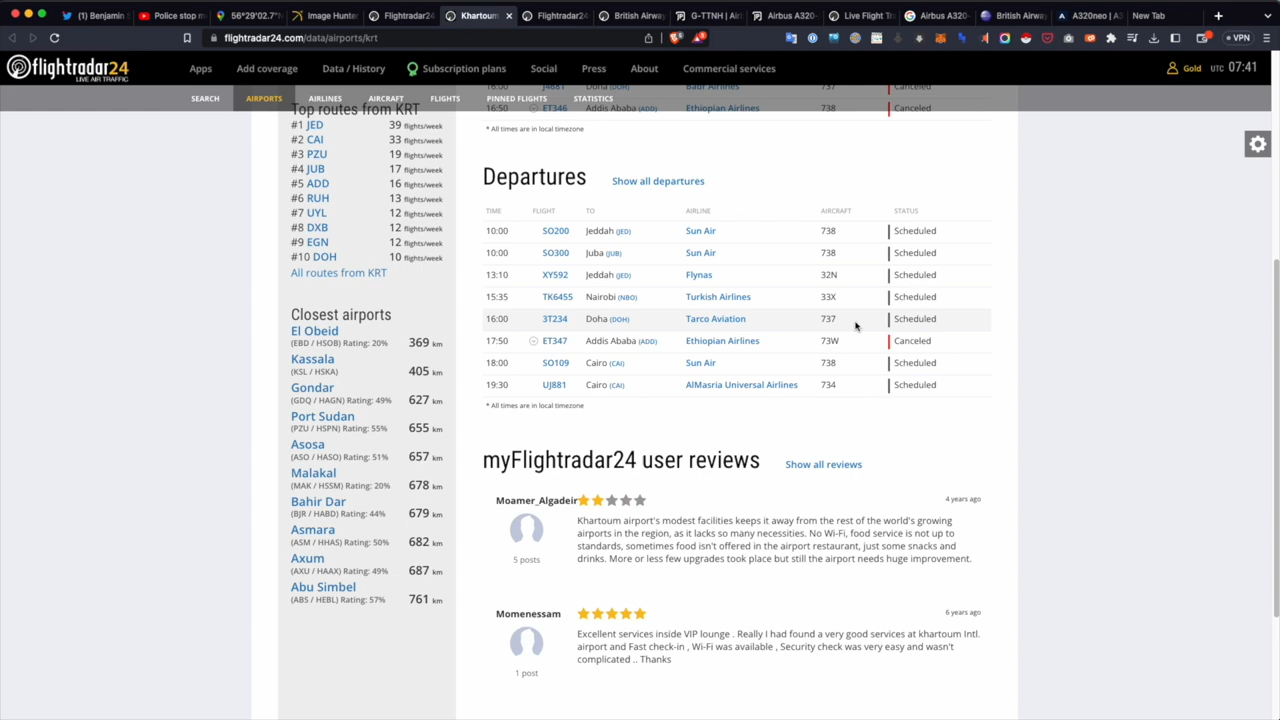 (1) Benjamin S
Police stop m
56°29'02.7"N
Image Hunter
Flightradar24
Khartoum
Flightradar24
British Airway
G-TTNH | Airl
Airbus A320-
Live Flight Tr
Airbus A320-
British Airway
A320neo | Al
New Tab
flightradar24.com/data/airports/krt
VPN
flightradar24
LIVE AIR TRAFFIC
Apps
Add coverage
Data / History
Subscription plans
Social
Press
About
Commercial services
Gold
UTC 07:41
SEARCH
AIRPORTS
AIRLINES
AIRCRAFT
FLIGHTS
PINNED FLIGHTS
STATISTICS
Top routes from KRT
#1 JED 39 flights/week
#2 CAI 33 flights/week
#3 PZU 19 flights/week
#4 JUB 17 flights/week
#5 ADD 16 flights/week
#6 RUH 13 flights/week
#7 UYL 12 flights/week
#8 DXB 12 flights/week
#9 EGN 12 flights/week
#10 DOH 10 flights/week
All routes from KRT
Closest airports
El Obeid
(EBD / HSOB) Rating: 20% 369 km
Kassala
(KSL / HSKA) 405 km
Gondar
(GDQ / HAGN) Rating: 49% 627 km
Port Sudan
(PZU / HSPN) Rating: 55% 655 km
Asosa
(ASO / HASO) Rating: 51% 657 km
Malakal
(MAK / HSSM) Rating: 20% 678 km
Bahir Dar
(BJR / HABD) Rating: 44% 679 km
Asmara
(ASM / HHAS) Rating: 50% 682 km
Axum
(AXU / HAAX) Rating: 49% 687 km
Abu Simbel
(ABS / HEBL) Rating: 57% 761 km
16:00 J4681 Doha (DOH) Badr Airlines 737 Canceled
16:50 ET346 Addis Ababa (ADD) Ethiopian Airlines 738 Canceled
* All times are in local timezone
Departures Show all departures
TIME FLIGHT TO AIRLINE AIRCRAFT STATUS
10:00 SO200 Jeddah (JED) Sun Air 738 Scheduled
10:00 SO300 Juba (JUB) Sun Air 738 Scheduled
13:10 XY592 Jeddah (JED) Flynas 32N Scheduled
15:35 TK6455 Nairobi (NBO) Turkish Airlines 33X Scheduled
16:00 3T234 Doha (DOH) Tarco Aviation 737 Scheduled
17:50 ET347 Addis Ababa (ADD) Ethiopian Airlines 73W Canceled
18:00 SO109 Cairo (CAI) Sun Air 738 Scheduled
19:30 UJ881 Cairo (CAI) AlMasria Universal Airlines 734 Scheduled
* All times are in local timezone
myFlightradar24 user reviews Show all reviews
Moamer_Algadeir 4 years ago
5 posts
Khartoum airport's modest facilities keeps it away from the rest of the world's growing
airports in the region, as it lacks so many necessities. No Wi-Fi, food service is not up to
standards, sometimes food isn't offered in the airport restaurant, just some snacks and
drinks. More or less few upgrades took place but still the airport needs huge improvement.
Momenessam 6 years ago
1 post
Excellent services inside VIP lounge . Really I had found a very good services at khartoum Intl.
airport and Fast check-in , Wi-Fi was available , Security check was very easy and wasn't
complicated .. Thanks